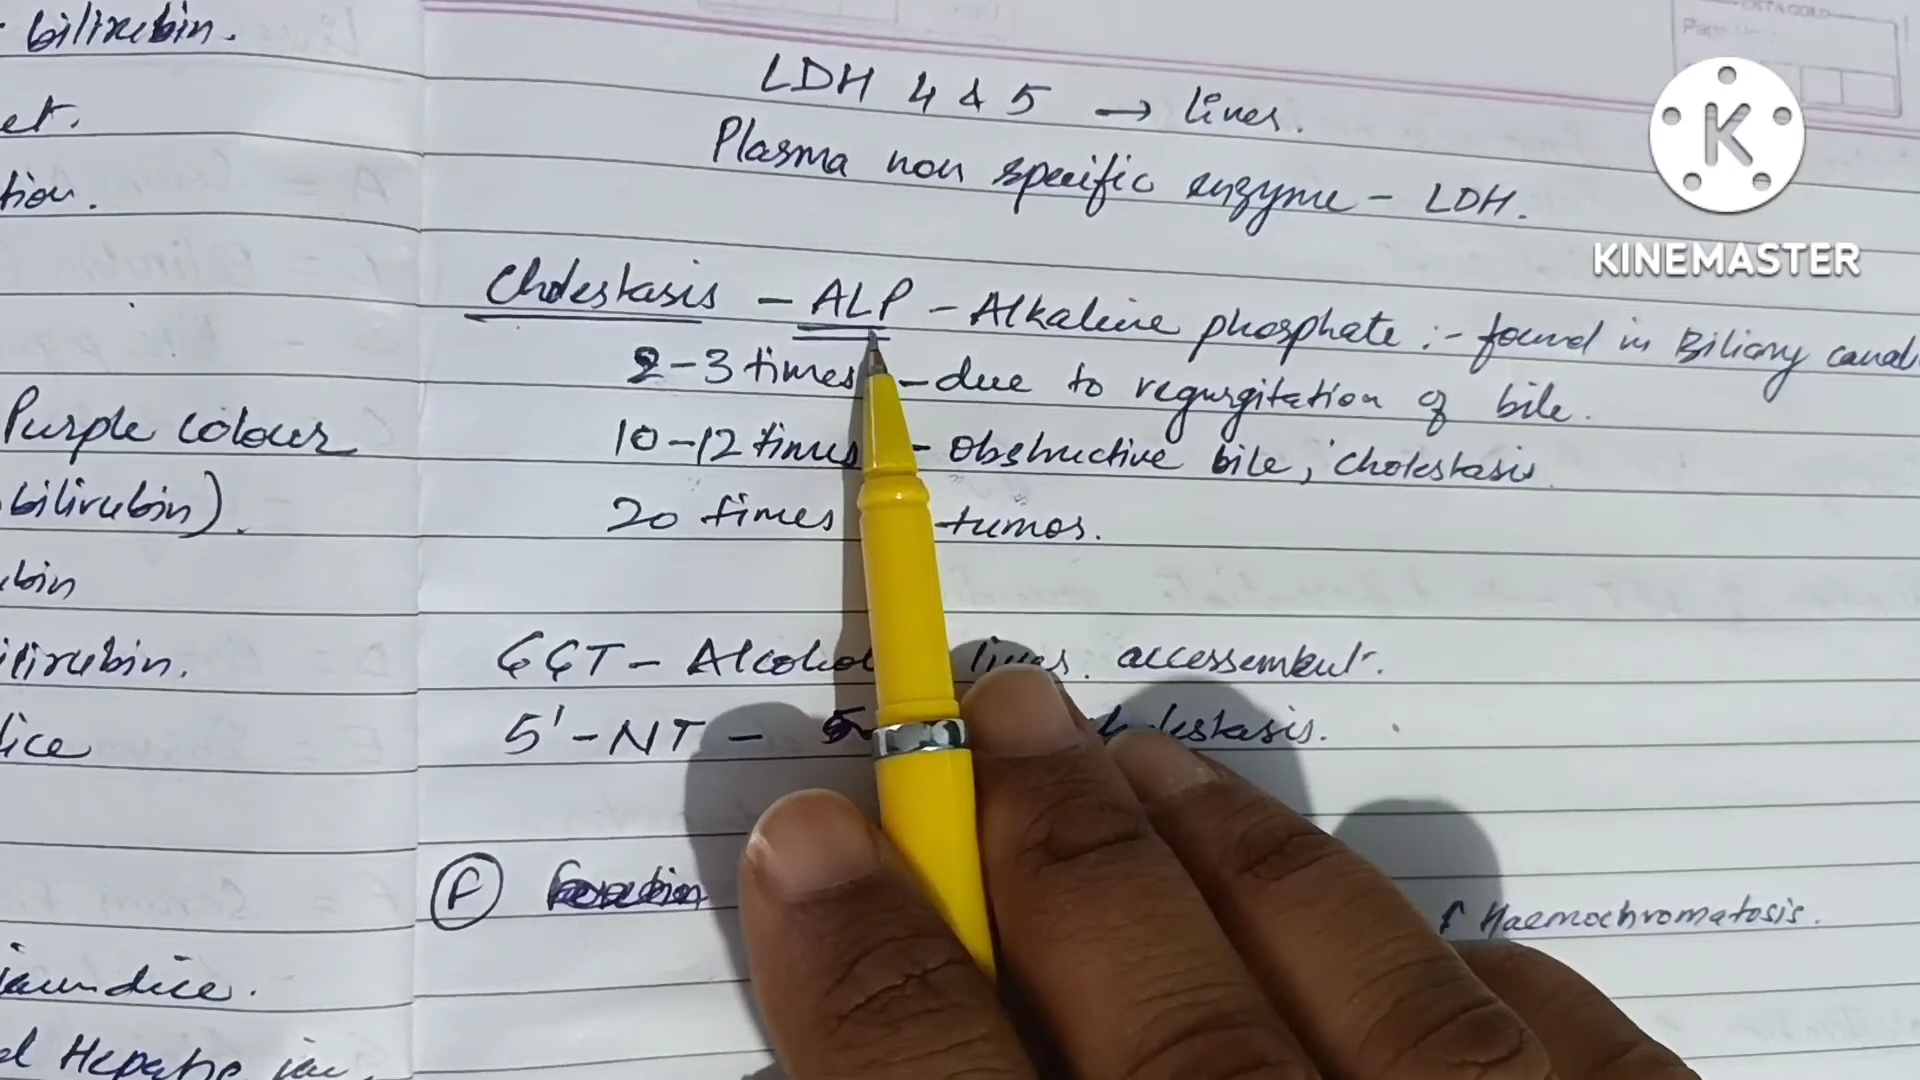 bilirubin.
et.
tion.
Purple colour
bilirubin).
bin
ilirubin.
lice
jaundice.
Hepatic
LDH 4 & 5 → liver.
Plasma non specific enzyme - LDH.
Cholestasis - ALP - Alkaline phosphate :- found in Biliary canal
2-3 times - due to regurgitation of bile.
10-12 times - obstructive bile, cholestasis.
20 times tumor.
GGT - Alcohol liver accessembut.
5'-NT - lestasis.
F
↑ Haemochromatosis.
K
KINEMASTER